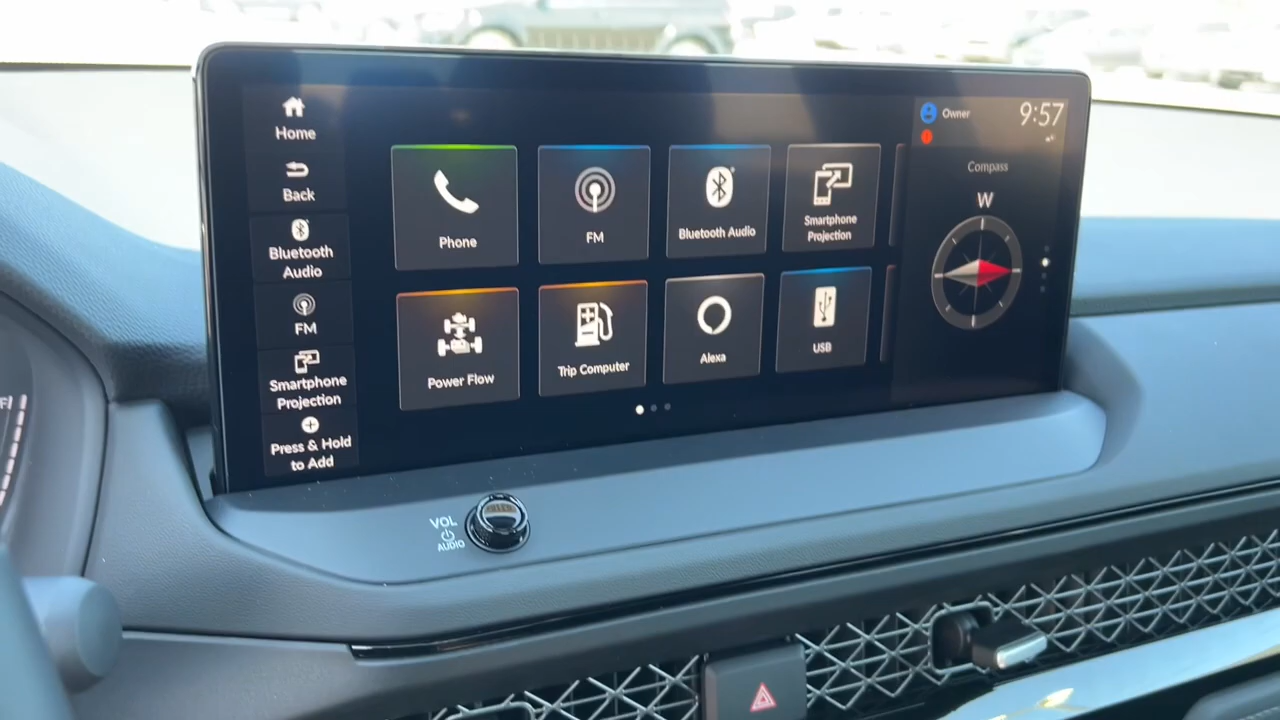 Home
Back
Bluetooth
Audio
FM
Smartphone
Projection
Press & Hold
to Add
Phone
FM
Bluetooth Audio
Smartphone
Projection
Power Flow
Trip Computer
Alexa
USB
Owner
9:57
Compass
W
VOL
AUDIO